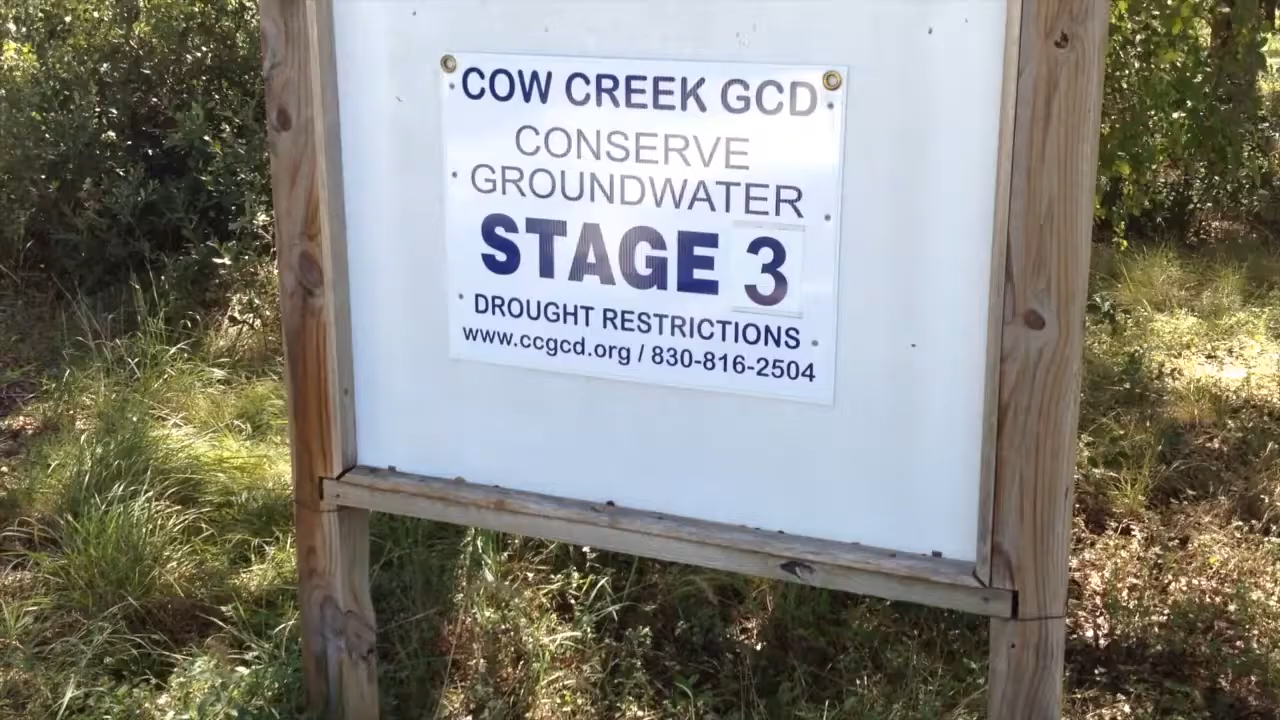 COW CREEK GCD
CONSERVE
GROUNDWATER
STAGE 3
DROUGHT RESTRICTIONS
www.ccgcd.org / 830-816-2504